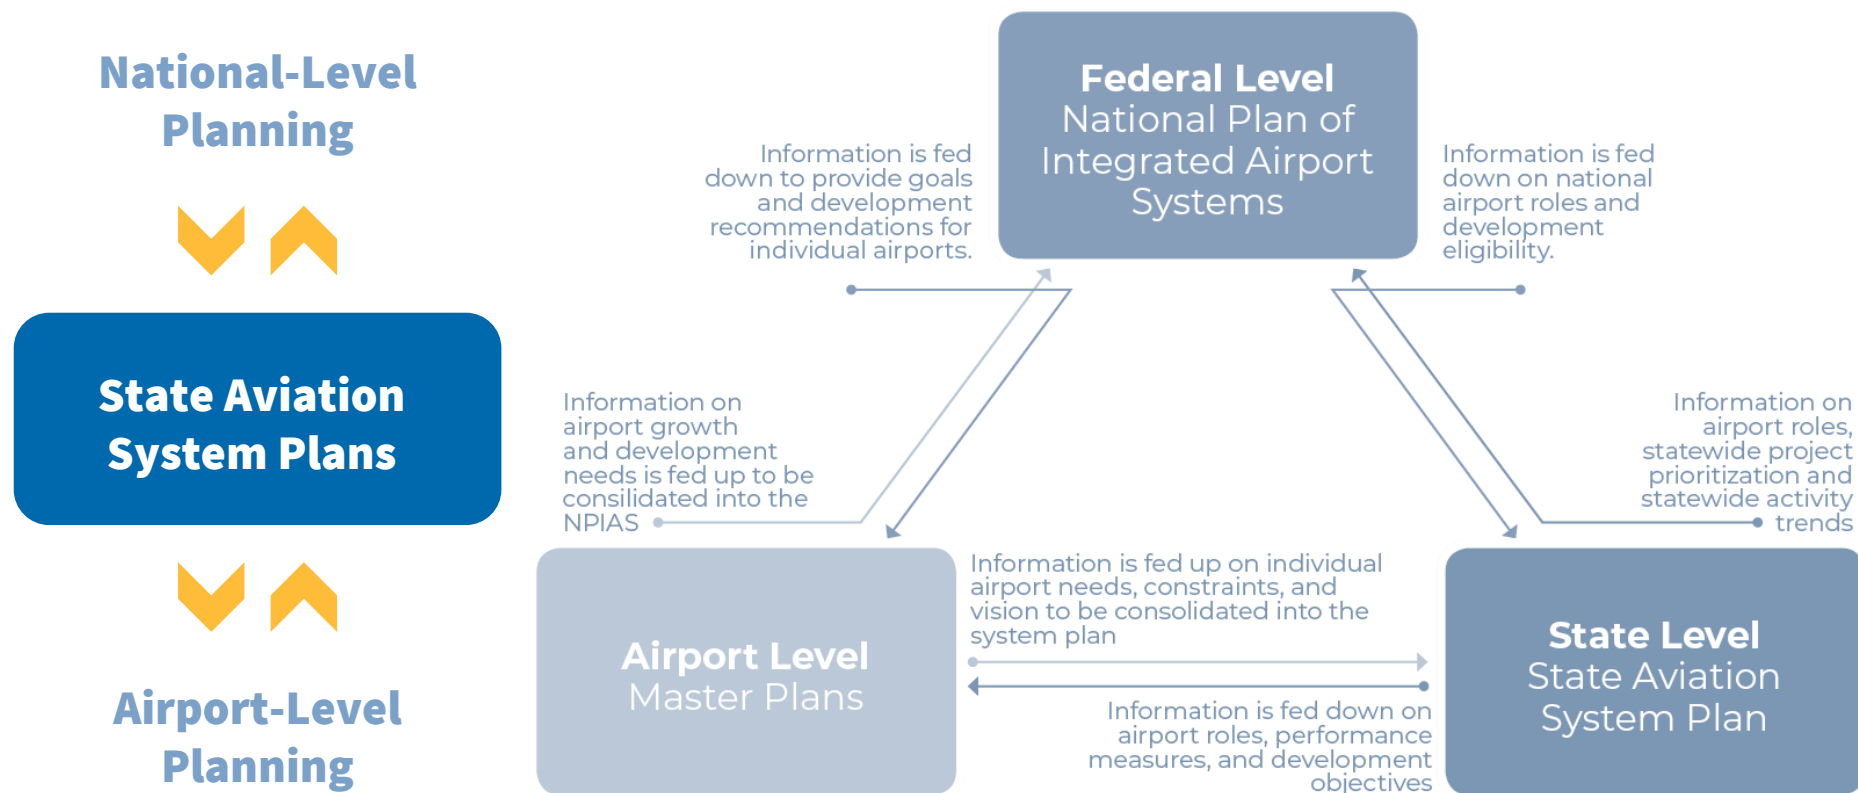 National-Level
Planning
State Aviation
System Plans
Airport-Level
Planning
Federal Level
National Plan of
Integrated Airport
Systems
Information is fed
down to provide goals
and development
recommendations for
individual airports.
Information is fed
down on national
airport roles and
development
eligibility.
Information on
airport growth
and development
needs is fed up to be
consilidated into the
NPIAS
Information on
airport roles,
statewide project
prioritization and
statewide activity
trends
Airport Level
Master Plans
Information is fed up on individual
airport needs, constraints, and
vision to be consolidated into the
system plan
Information is fed down on
airport roles, performance
measures, and development
objectives
State Level
State Aviation
System Plan